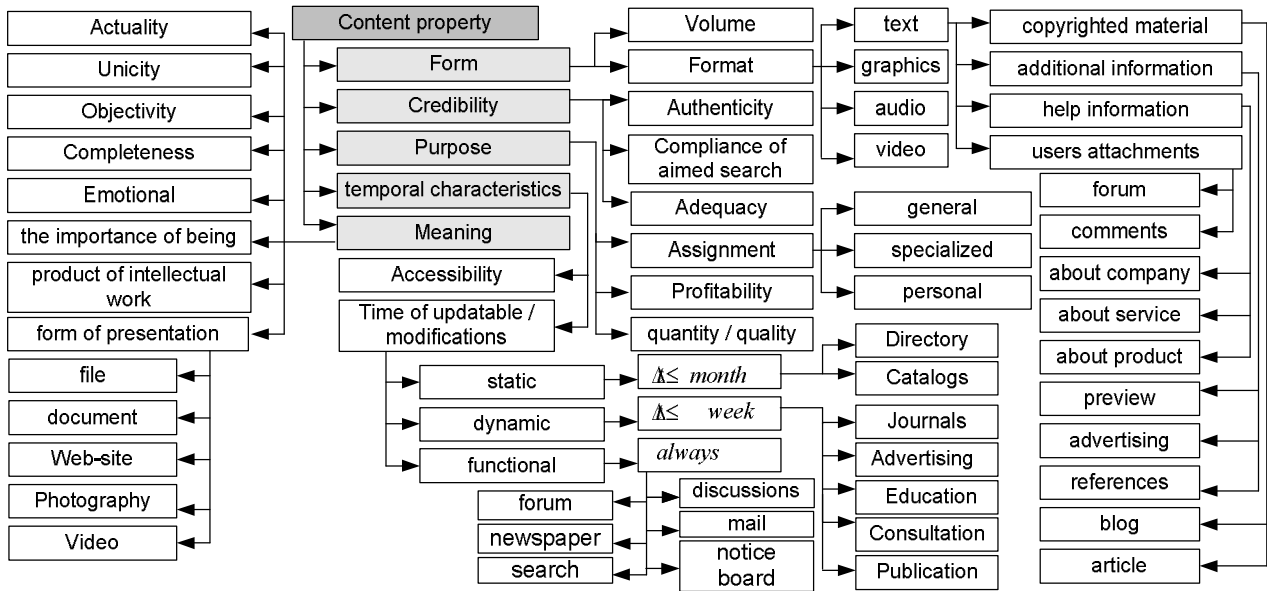 Content property
Actuality
Unicity
Objectivity
Completeness
Emotional
the importance of being
product of intellectual
work
form of presentation
file
document
Web-site
Photography
Video
Form
Credibility
Purpose
temporal characteristics
Meaning
Accessibility
Time of updatable /
modifications
static
dynamic
functional
Volume
Format
Authenticity
Compliance of
aimed search
Adequacy
Assignment
Profitability
quantity / quality
≤ month
≤ week
always
forum
newspaper
search
discussions
mail
notice
board
text
graphics
audio
video
general
specialized
personal
Directory
Catalogs
Journals
Advertising
Education
Consultation
Publication
copyrighted material
additional information
help information
users attachments
forum
comments
about company
about service
about product
preview
advertising
references
blog
article